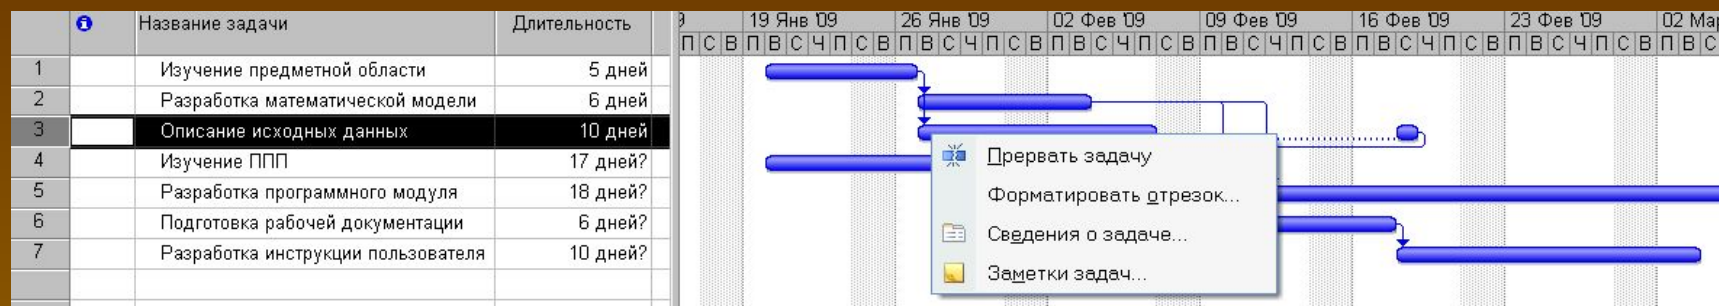 Название задачи Длительность 19 Янв '09 26 Янв '09 02 Фев '09 09 Фев '09 16 Фев '09 23 Фев '09 02 Мар
П С В П В С Ч П С В П В С Ч П С В П В С Ч П С В П В С Ч П С В П В С Ч П С В П В С Ч П С В П В С
1 Изучение предметной области 5 дней
2 Разработка математической модели 6 дней
3 Описание исходных данных 10 дней
4 Изучение ППП 17 дней?
5 Разработка программного модуля 18 дней?
6 Подготовка рабочей документации 6 дней?
7 Разработка инструкции пользователя 10 дней?
Прервать задачу
Форматировать отрезок...
Сведения о задаче...
Заметки задач...